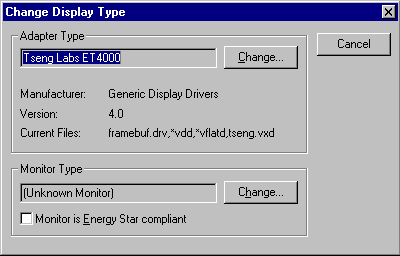 Change Display Type
Adapter Type
Tseng Labs ET4000
Change...
Cancel
Manufacturer: Generic Display Drivers
Version: 4.0
Current Files: framebuf.drv,*vdd,*vflatd,tseng.vxd
Monitor Type
(Unknown Monitor)
Change...
Monitor is Energy Star compliant